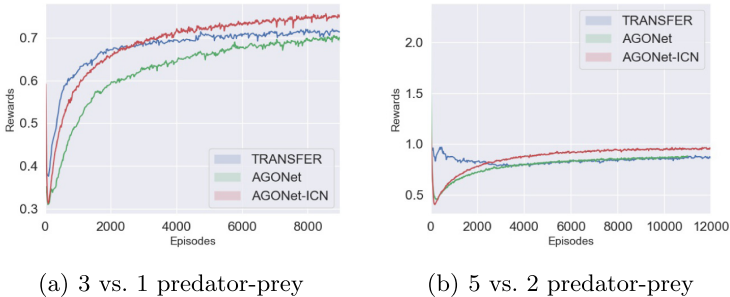 0.7
0.6
0.5
0.4
0.3
Rewards
TRANSFER
AGONet
AGONet-ICN
0 2000 4000 6000 8000
Episodes
(a) 3 vs. 1 predator-prey
2.0
1.5
1.0
0.5
Rewards
TRANSFER
AGONet
AGONet-ICN
0 2000 4000 6000 8000 10000 12000
Episodes
(b) 5 vs. 2 predator-prey